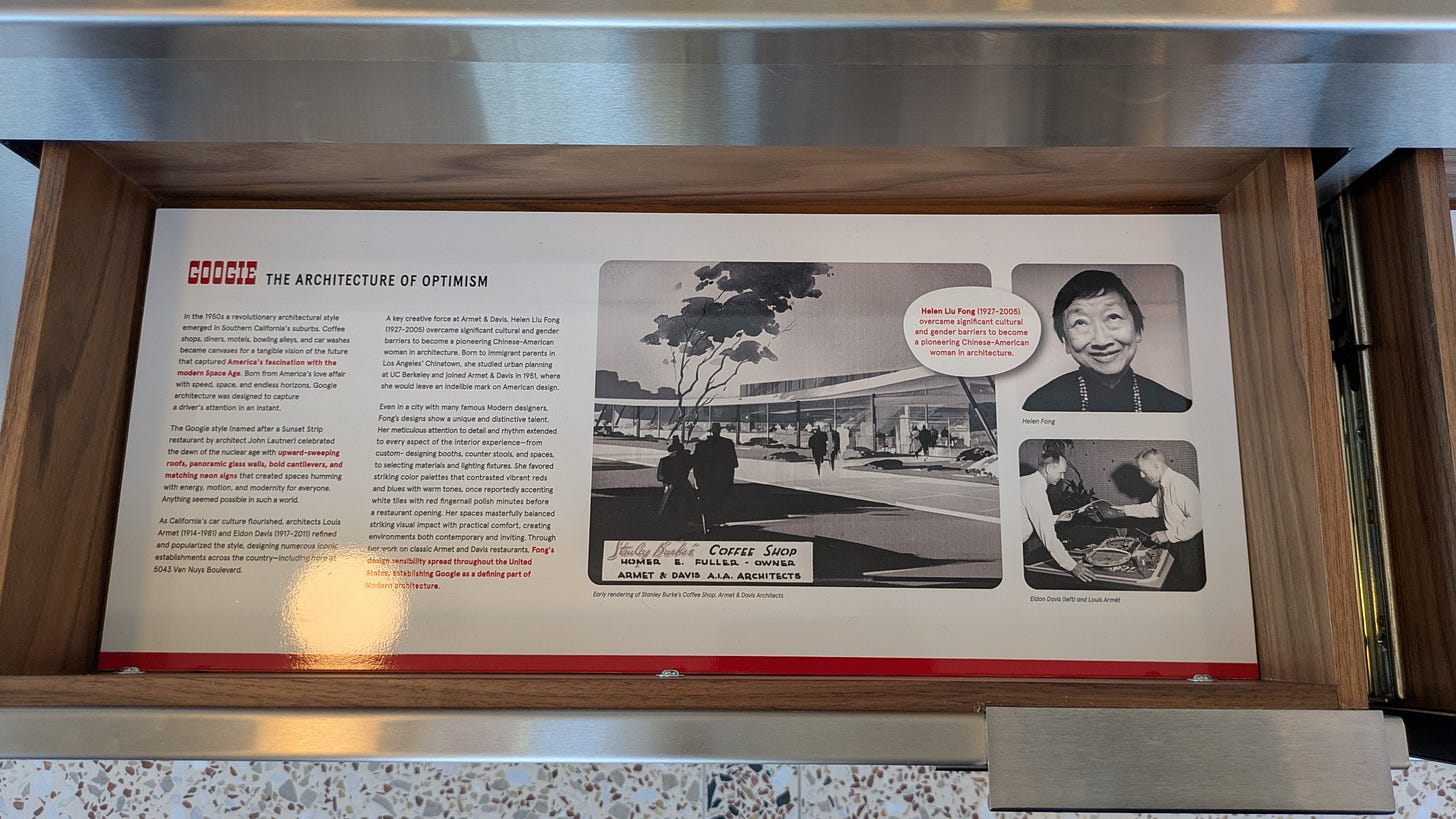 GOOGIE THE ARCHITECTURE OF OPTIMISM
In the 1950s a revolutionary architectural style
emerged in Southern California's suburbs. Coffee
shops, diners, motels, bowling alleys, and car washes
became canvases for a tangible vision of the future
that captured America's fascination with the
modern Space Age. Born from America's love affair
with speed, space, and endless horizons, Googie
architecture was designed to capture
a driver's attention in an instant.
The Googie style (named after a Sunset Strip
restaurant by architect John Lautner) celebrated
the dawn of the nuclear age with upward-sweeping
roofs, panoramic glass walls, bold cantilevers, and
matching neon signs that created spaces humming
with energy, motion, and modernity for everyone.
Anything seemed possible in such a world.
As California's car culture flourished, architects Louis
Armet (1914-1981) and Eldon Davis (1917-2011) refined
and popularized the style, designing numerous iconic
establishments across the country—including here at
5043 Van Nuys Boulevard.
A key creative force at Armet & Davis, Helen Liu Fong
(1927-2005) overcame significant cultural and gender
barriers to become a pioneering Chinese-American
woman in architecture. Born to immigrant parents in
Los Angeles' Chinatown, she studied urban planning
at UC Berkeley and joined Armet & Davis in 1951, where
she would leave an indelible mark on American design.
Even in a city with many famous Modern designers,
Fong's designs show a unique and distinctive talent.
Her meticulous attention to detail and rhythm extended
to every aspect of the interior experience—from
custom- designing booths, counter stools, and spaces,
to selecting materials and lighting fixtures. She favored
striking color palettes that contrasted vibrant reds
and blues with warm tones, once reportedly accenting
white tiles with red fingernail polish minutes before
a restaurant opening. Her spaces masterfully balanced
striking visual impact with practical comfort, creating
environments both contemporary and inviting. Through
her work on classic Armet and Davis restaurants, Fong's
design sensibility spread throughout the United
States, establishing Googie as a defining part of
Modern architecture.
Stanley Burke's COFFEE SHOP
HOMER E. FULLER - OWNER
ARMET & DAVIS A.I.A. ARCHITECTS
Early rendering of Stanley Burke's Coffee Shop, Armet & Davis Architects
Helen Liu Fong (1927-2005)
overcame significant cultural
and gender barriers to become
a pioneering Chinese-American
woman in architecture.
Helen Fong
Eldon Davis (left) and Louis Armét